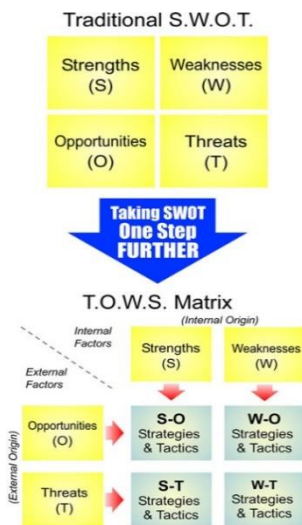 Traditional S.W.O.T.
Strengths
(S)
Weaknesses
(W)
Opportunities
(O)
Threats
(T)
Taking SWOT
One Step
FURTHER
T.O.W.S. Matrix
(Internal Origin)
Internal
Factors
External
Factors
Strengths
(S)
Weaknesses
(W)
(External Origin)
Opportunities
(O)
S-O
Strategies
& Tactics
W-O
Strategies
& Tactics
Threats
(T)
S-T
Strategies
& Tactics
W-T
Strategies
& Tactics